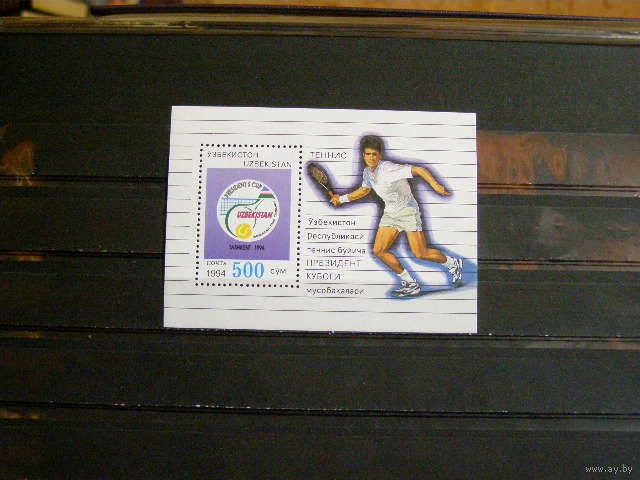 ЎЗБЕКИСТОН
UZBEKISTAN
PRESIDENT'S CUP
UZBEKISTAN
TASHKENT 1994
ПОЧТА
1994 500 сўм
ТЕННИС
Ўзбекистон
республикаси
теннис бўйича
ПРЕЗИДЕНТ
КУБОГИ
мусобақалари
www.ay.by